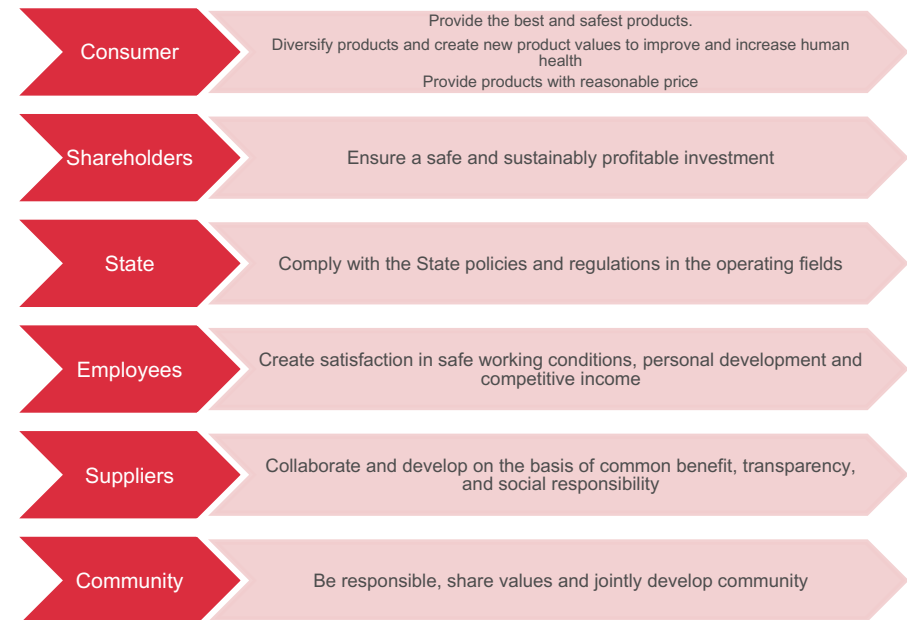 Consumer
Provide the best and safest products.
Diversify products and create new product values to improve and increase human
health
Provide products with reasonable price
Shareholders
Ensure a safe and sustainably profitable investment
State
Comply with the State policies and regulations in the operating fields
Employees
Create satisfaction in safe working conditions, personal development and
competitive income
Suppliers
Collaborate and develop on the basis of common benefit, transparency,
and social responsibility
Community
Be responsible, share values and jointly develop community